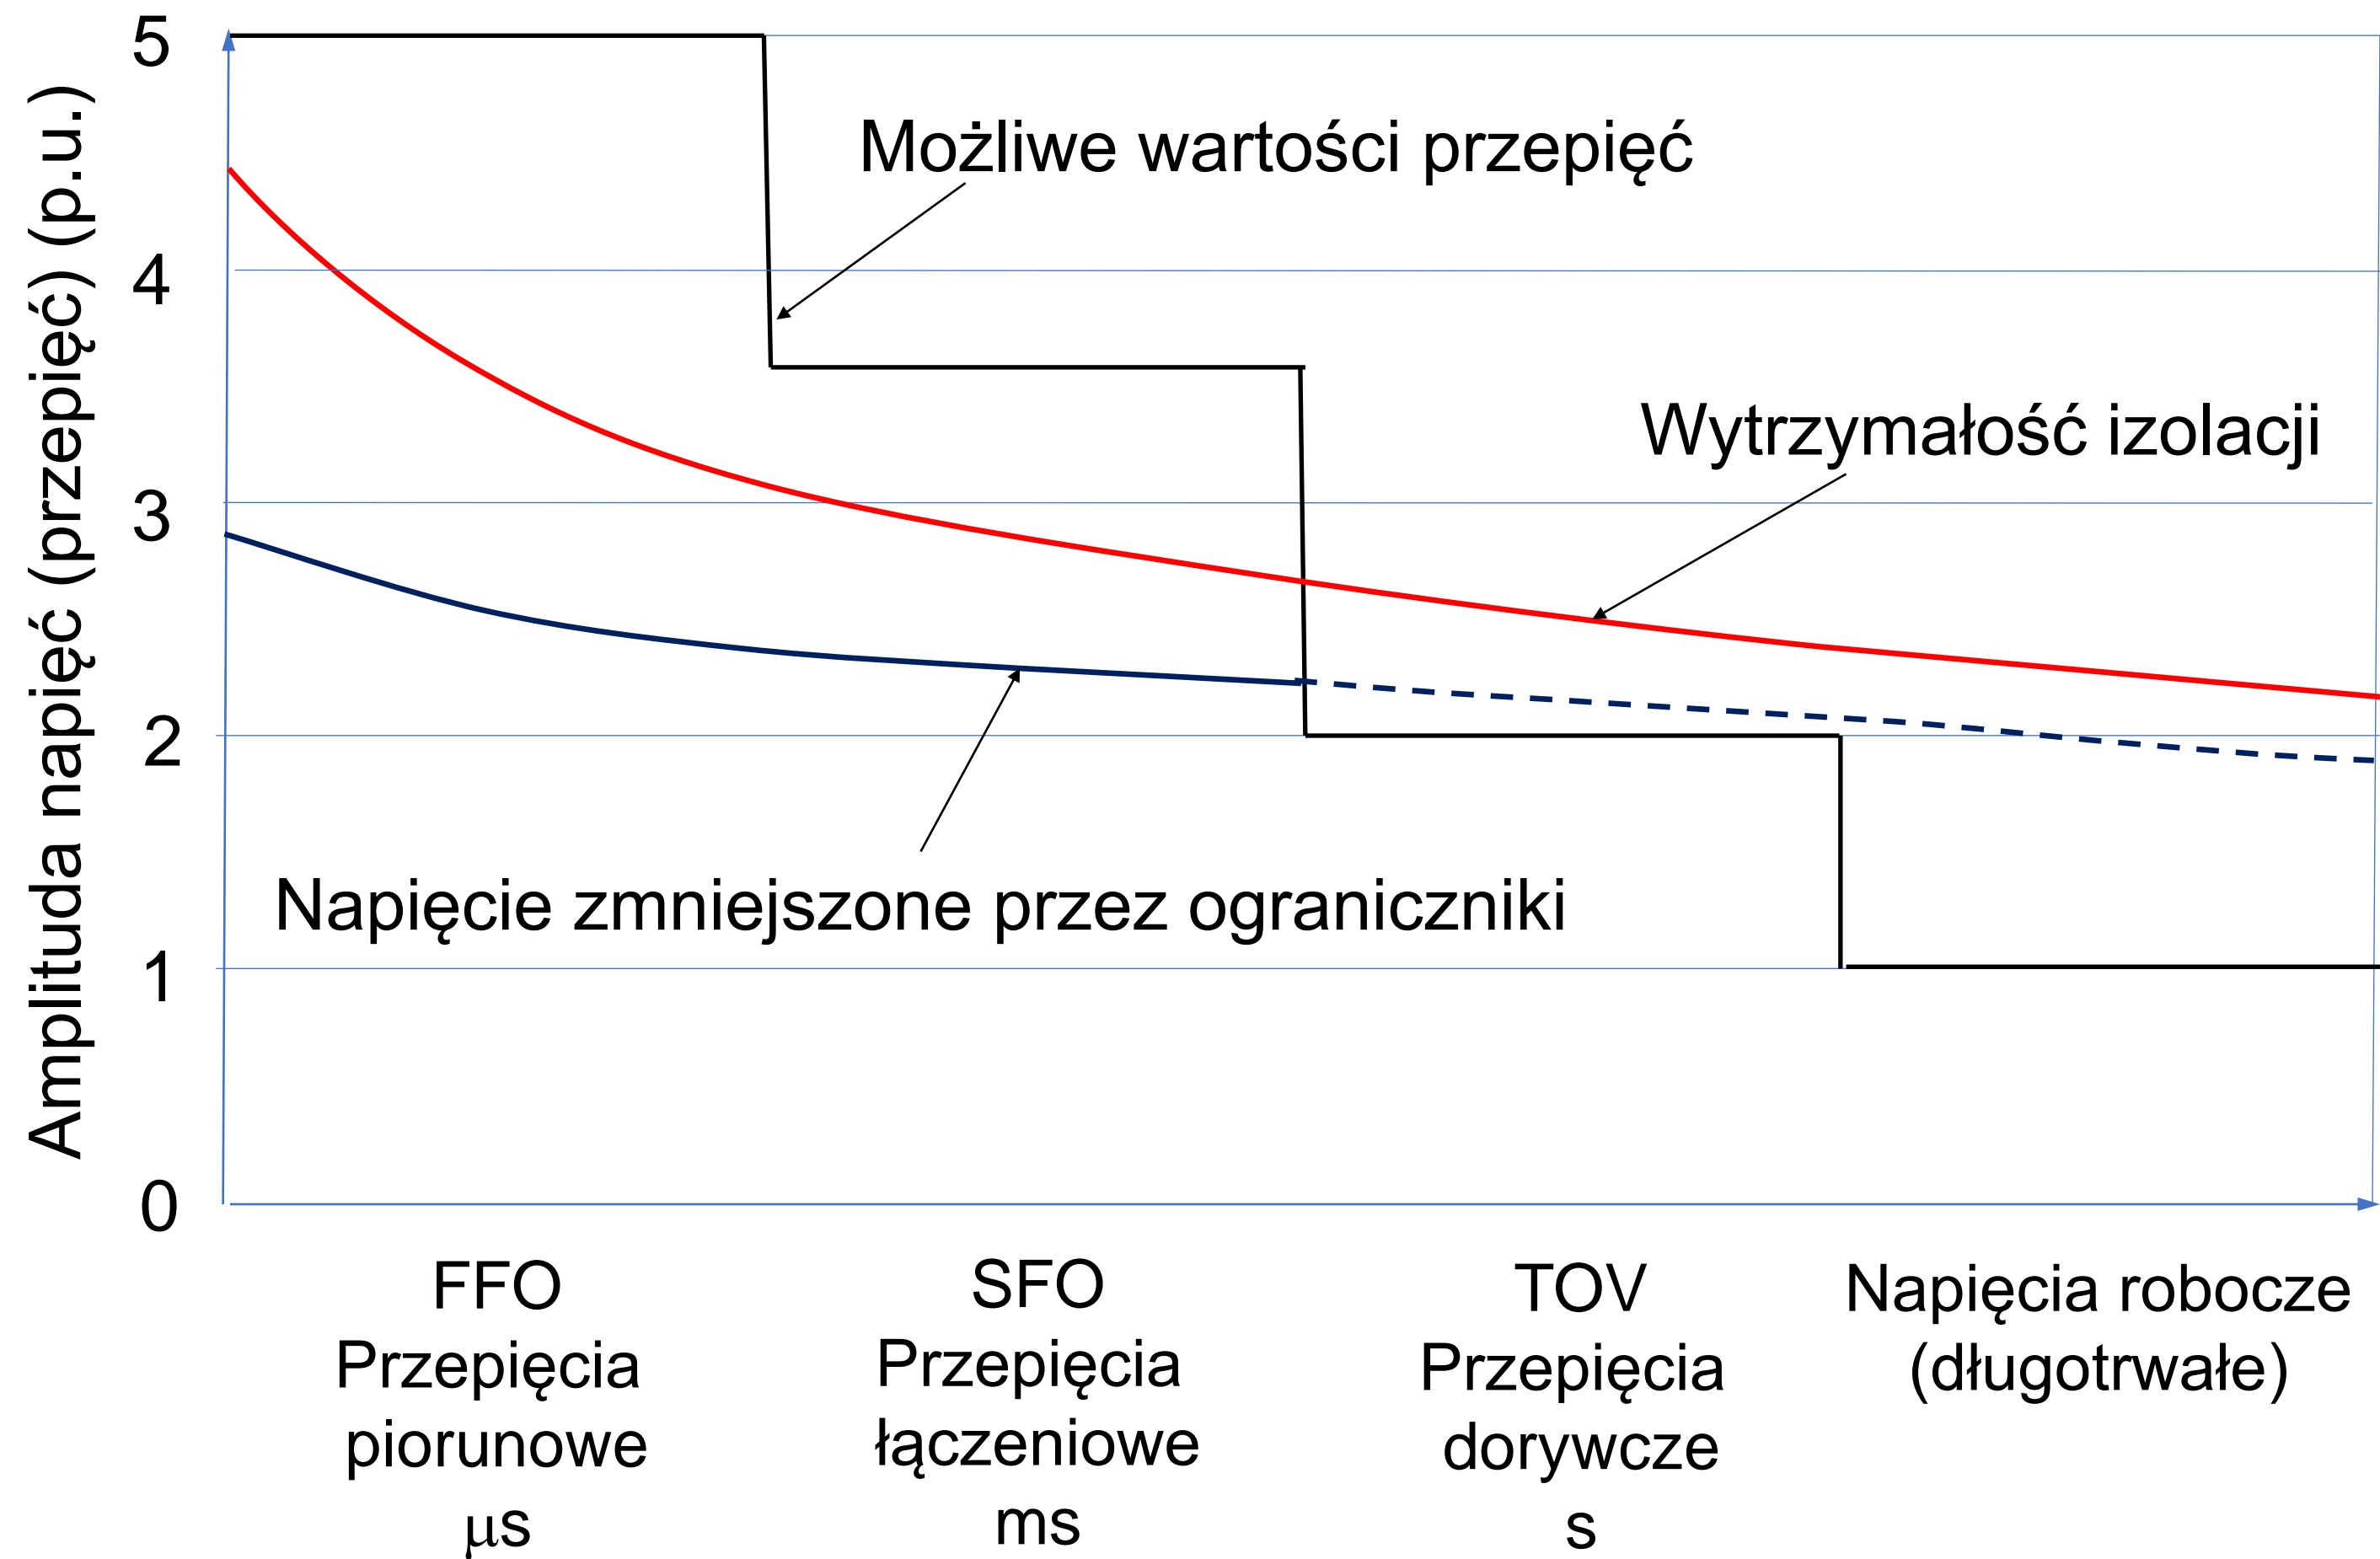 Amplituda napięć (przepięć) (p.u.)
5
4
3
2
1
0
Możliwe wartości przepięć
Wytrzymałość izolacji
Napięcie zmniejszone przez ograniczniki
FFO
Przepięcia
piorunowe
μs
SFO
Przepięcia
łączeniowe
ms
TOV
Przepięcia
dorywcze
s
Napięcia robocze
(długotrwałe)